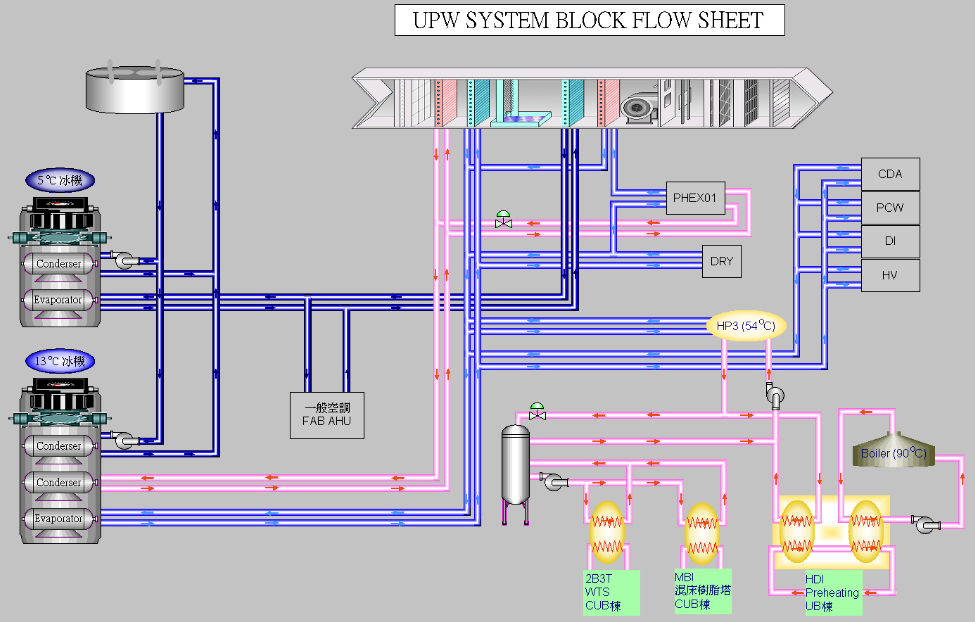 UPW SYSTEM BLOCK FLOW SHEET
5°C 冰機
Conderser
Evaporator
13°C 冰機
Conderser
Conderser
Evaporator
一般空調
FAB AHU
PHEX01
DRY
CDA
PCW
DI
HV
HP3 (54°C)
Boiler (90°C)
2B3T
WTS
CUB棟
MBI
混床樹脂塔
CUB棟
HDI
Preheating
UB棟